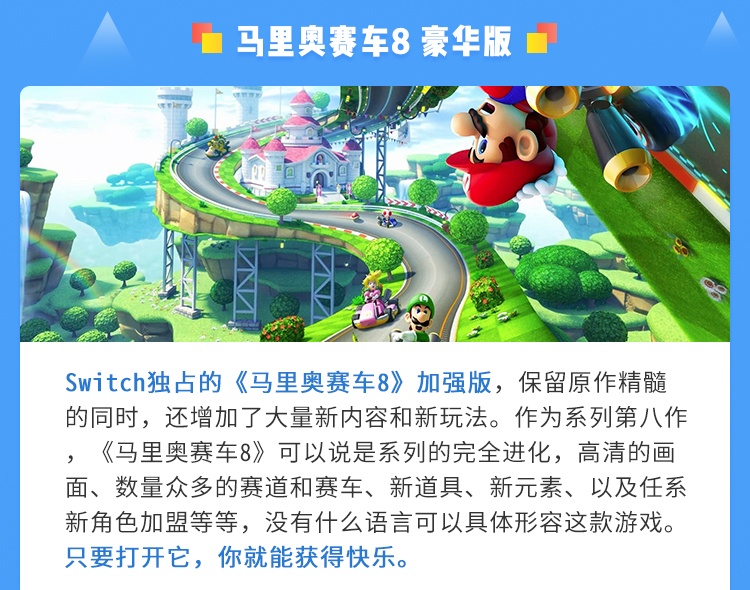 马里奥赛车8 豪华版
Switch独占的《马里奥赛车8》加强版，保留原作精髓
的同时，还增加了大量新内容和新玩法。作为系列第八作
，《马里奥赛车8》可以说是系列的完全进化，高清的画
面、数量众多的赛道和赛车、新道具、新元素、以及任系
新角色加盟等等，没有什么语言可以具体形容这款游戏。
只要打开它，你就能获得快乐。